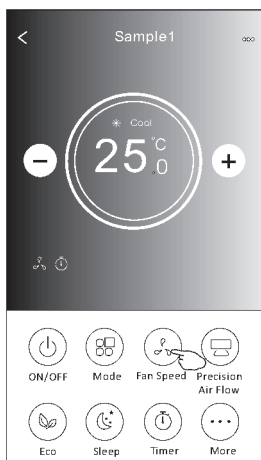 Sample1
Cool
25.0°C
ON/OFF Mode Fan Speed Precision Air Flow
Eco Sleep Timer More